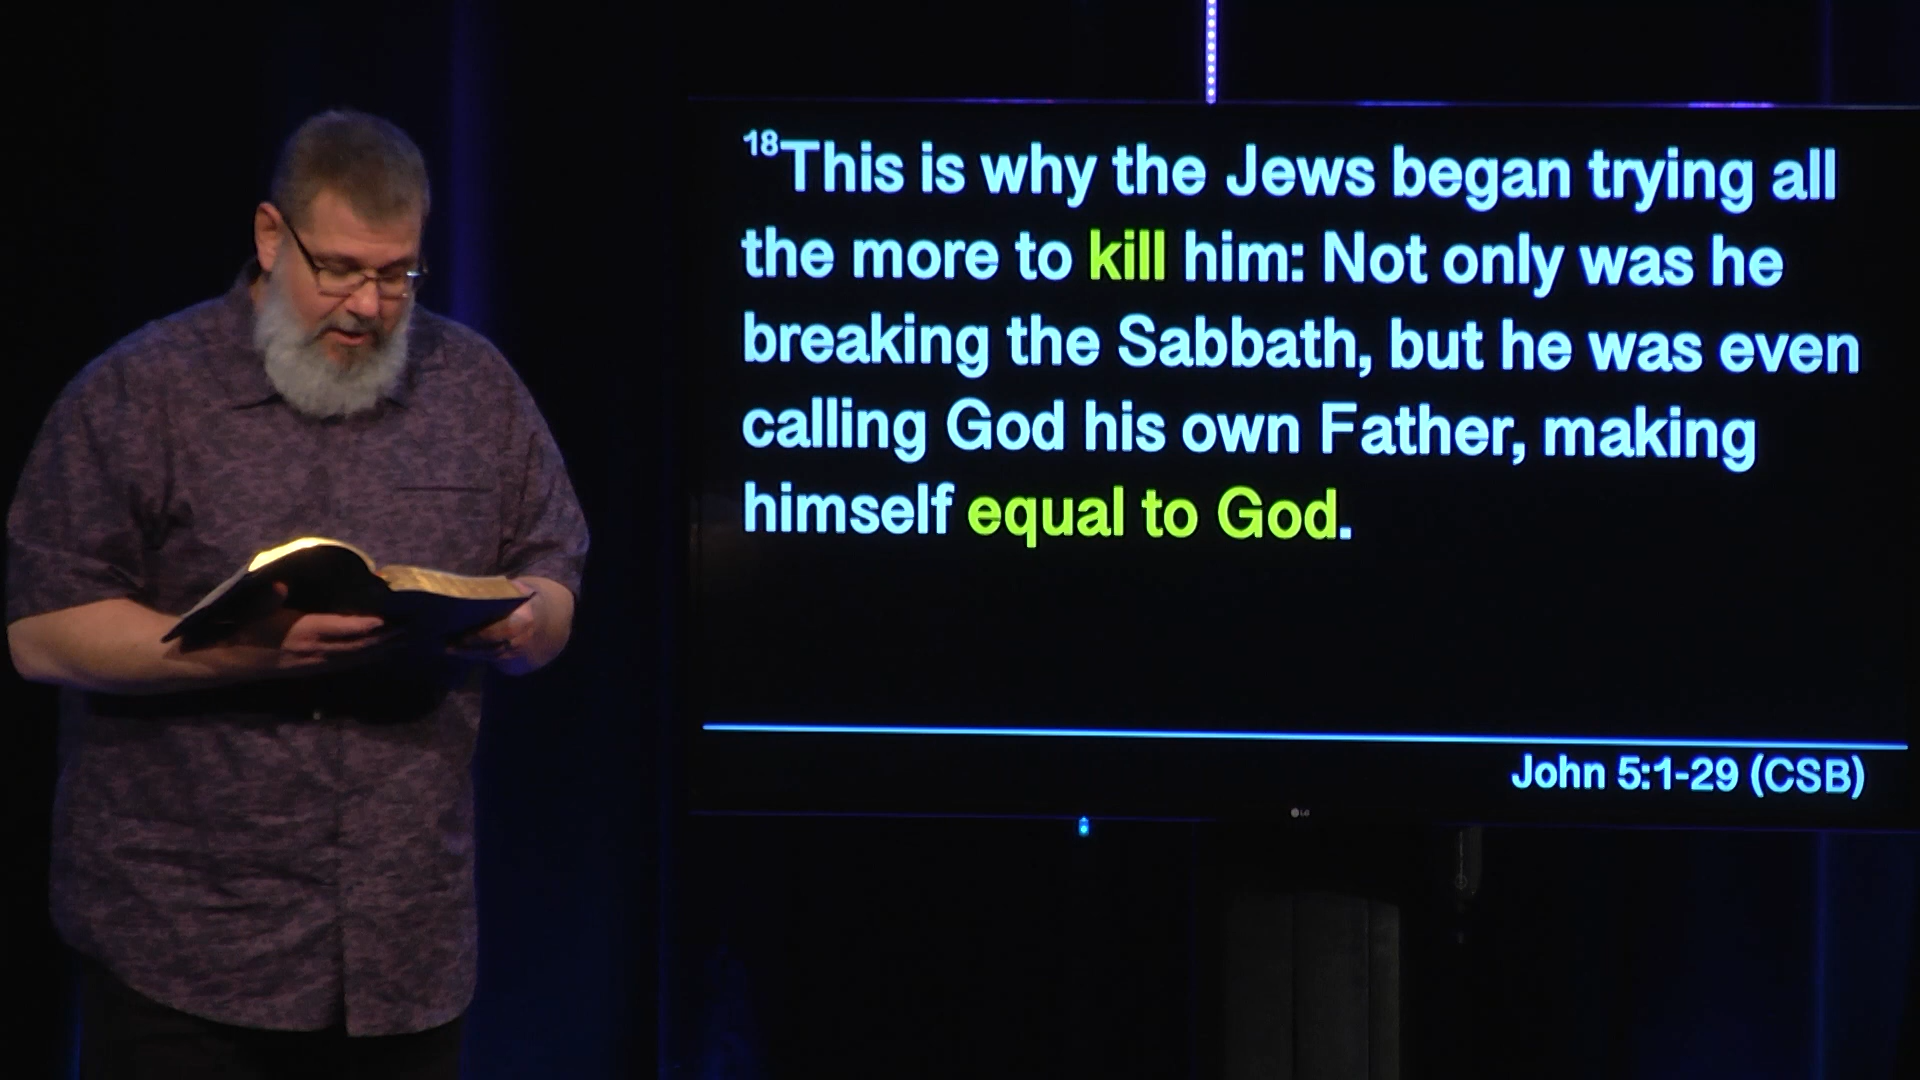 18This is why the Jews began trying all
the more to kill him: Not only was he
breaking the Sabbath, but he was even
calling God his own Father, making
himself equal to God.
John 5:1-29 (CSB)
LG